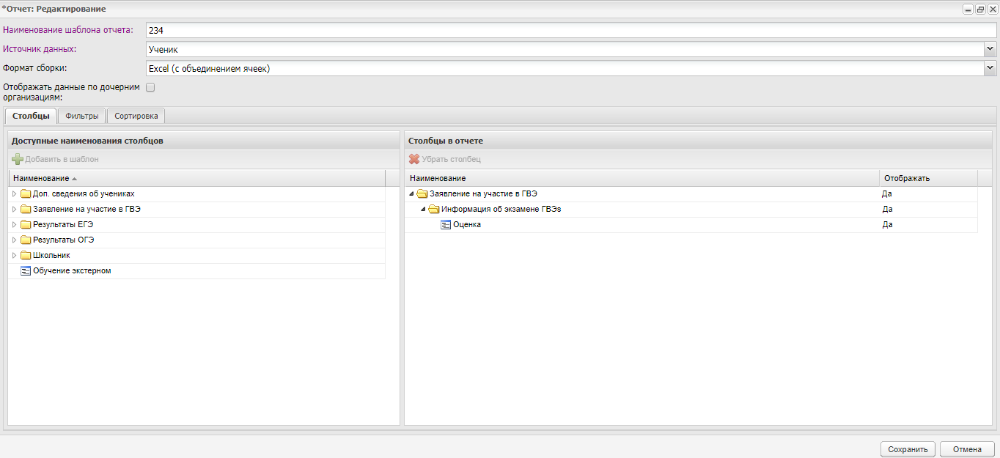 *Отчет: Редактирование
Наименование шаблона отчета: 234
Источник данных: Ученик
Формат сборки: Excel (с объединением ячеек)
Отображать данные по дочерним
организациям:
Столбцы Фильтры Сортировка
Доступные наименования столбцов
Добавить в шаблон
Наименование
Доп. сведения об учениках
Заявление на участие в ГВЭ
Результаты ЕГЭ
Результаты ОГЭ
Школьник
Обучение экстерном
Столбцы в отчете
Убрать столбец
Наименование Отображать
Заявление на участие в ГВЭ Да
Информация об экзамене ГВЭs Да
Оценка Да
Сохранить Отмена